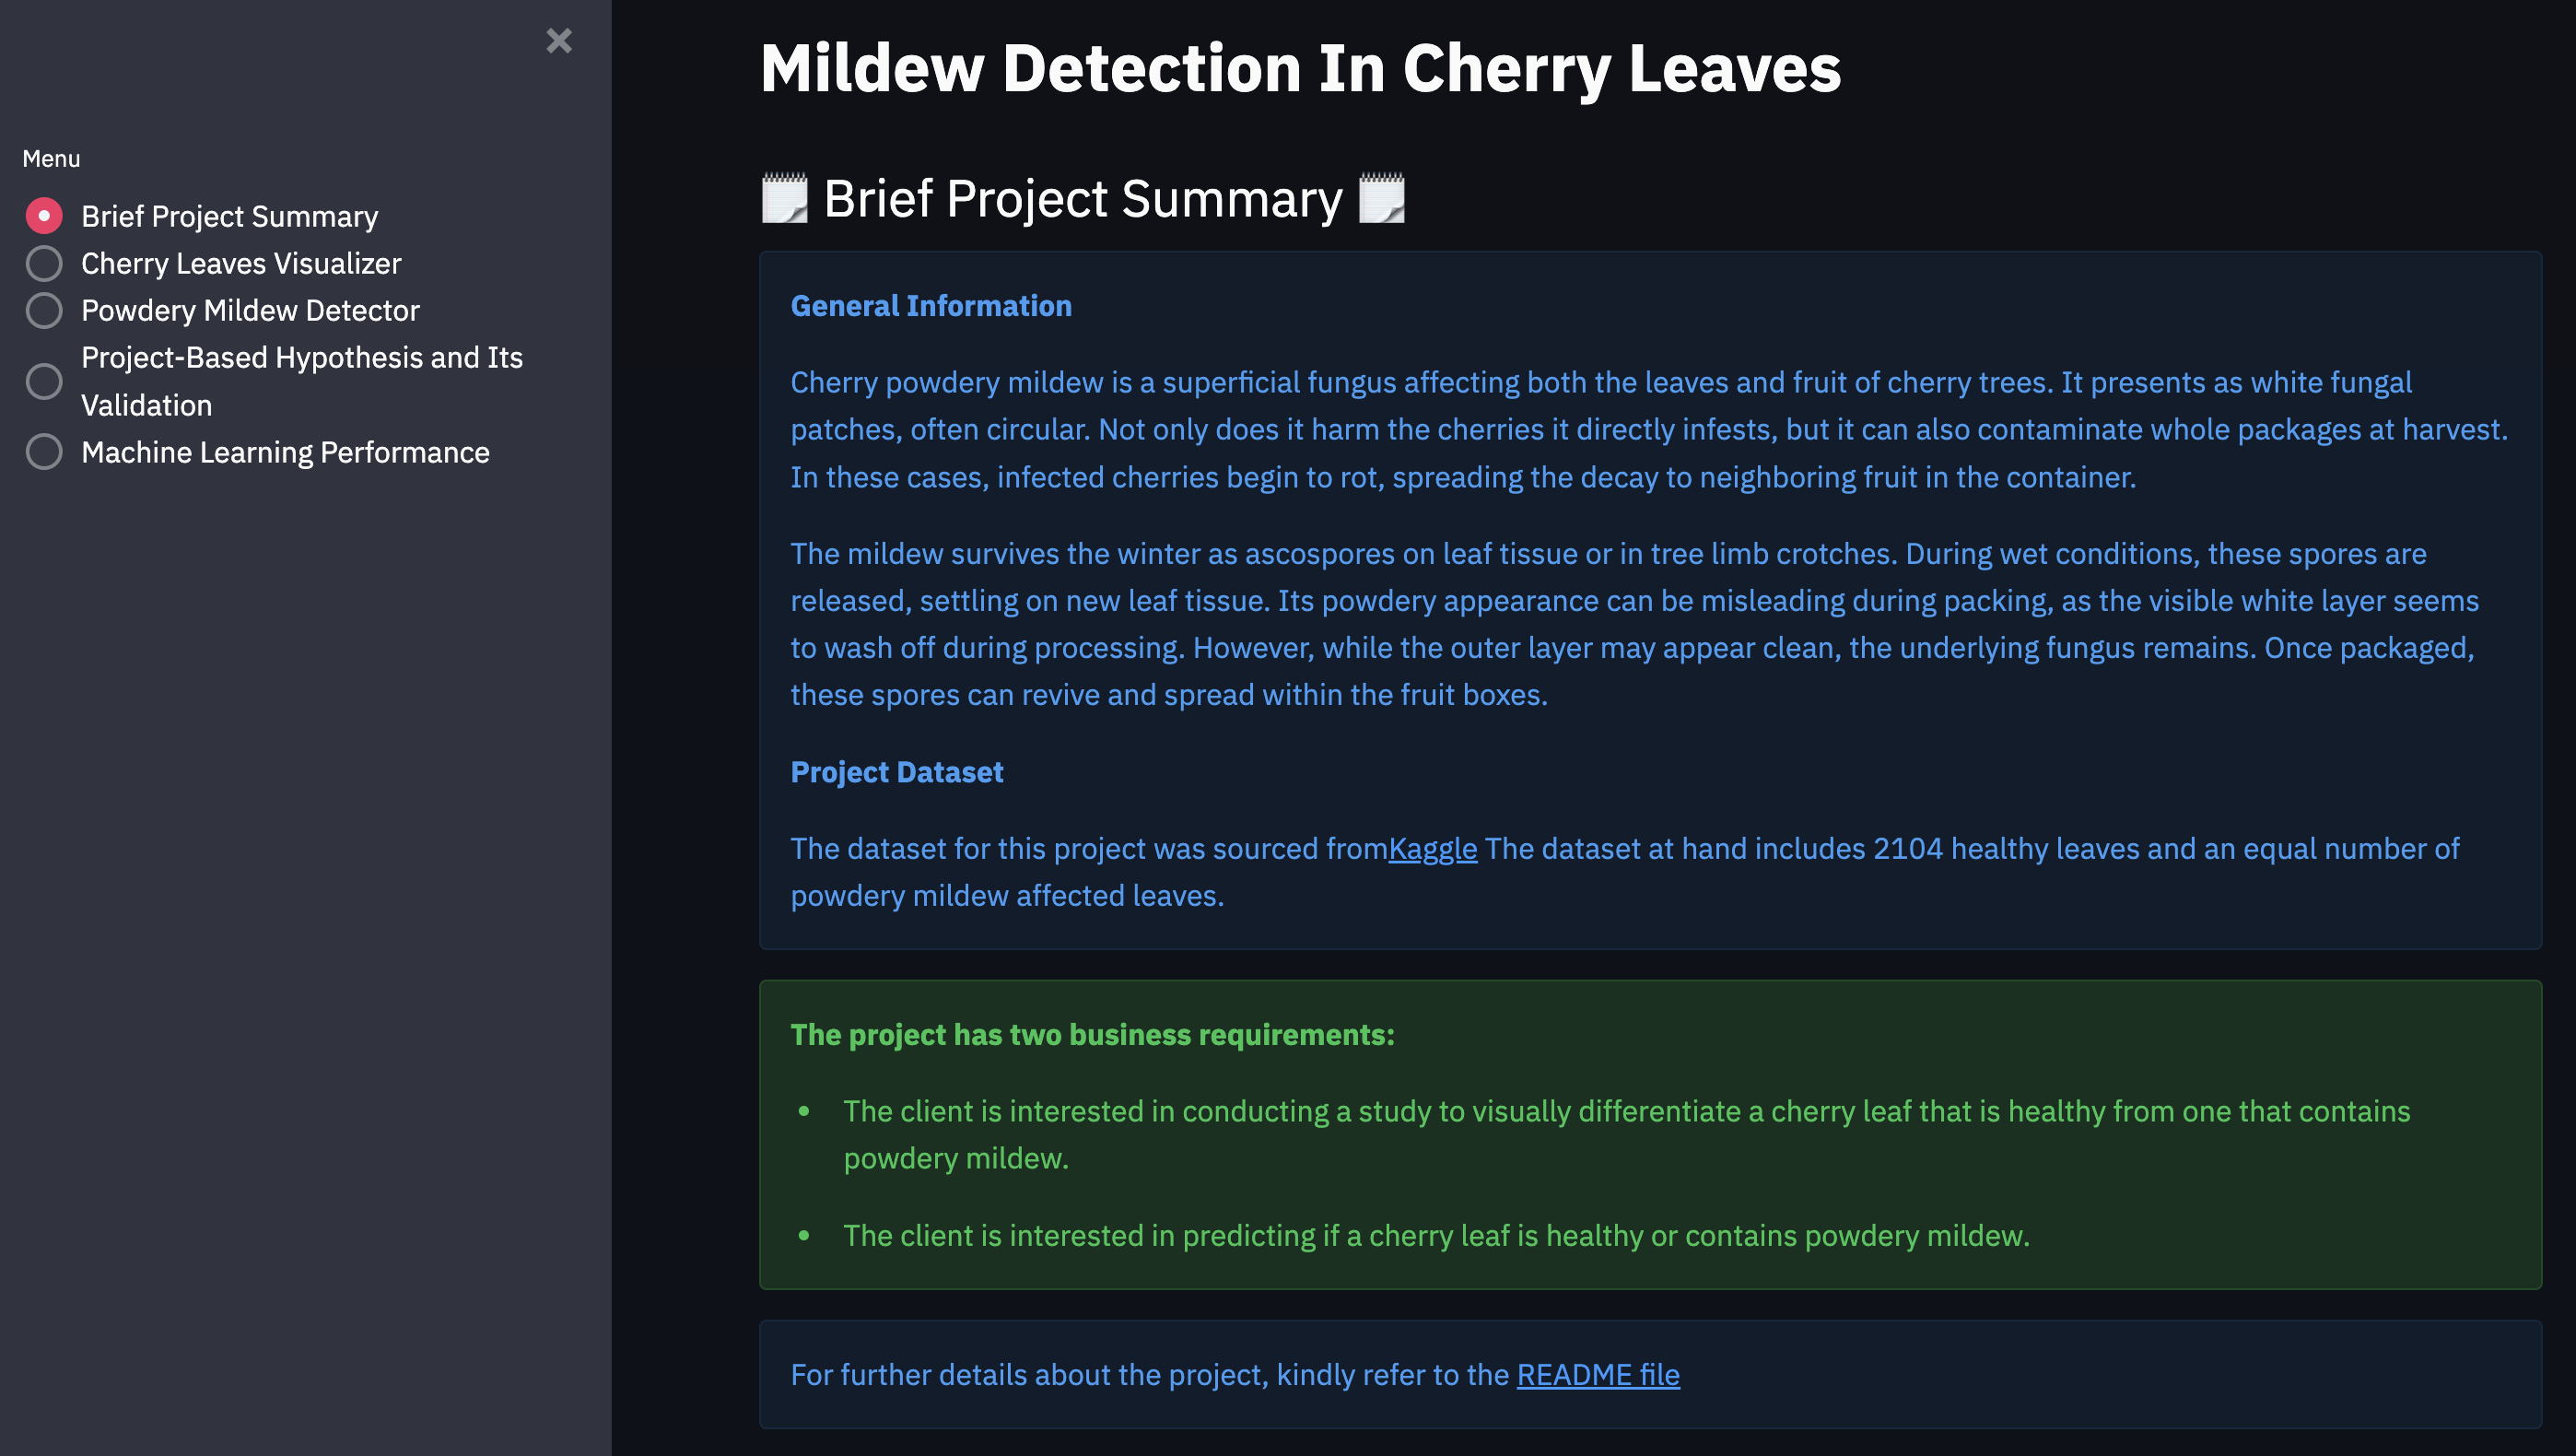 Menu
Brief Project Summary
Cherry Leaves Visualizer
Powdery Mildew Detector
Project-Based Hypothesis and Its
Validation
Machine Learning Performance
Mildew Detection In Cherry Leaves
Brief Project Summary
General Information
Cherry powdery mildew is a superficial fungus affecting both the leaves and fruit of cherry trees. It presents as white fungal
patches, often circular. Not only does it harm the cherries it directly infests, but it can also contaminate whole packages at harvest.
In these cases, infected cherries begin to rot, spreading the decay to neighboring fruit in the container.
The mildew survives the winter as ascospores on leaf tissue or in tree limb crotches. During wet conditions, these spores are
released, settling on new leaf tissue. Its powdery appearance can be misleading during packing, as the visible white layer seems
to wash off during processing. However, while the outer layer may appear clean, the underlying fungus remains. Once packaged,
these spores can revive and spread within the fruit boxes.
Project Dataset
The dataset for this project was sourced fromKaggle The dataset at hand includes 2104 healthy leaves and an equal number of
powdery mildew affected leaves.
The project has two business requirements:
• The client is interested in conducting a study to visually differentiate a cherry leaf that is healthy from one that contains
powdery mildew.
• The client is interested in predicting if a cherry leaf is healthy or contains powdery mildew.
For further details about the project, kindly refer to the README file